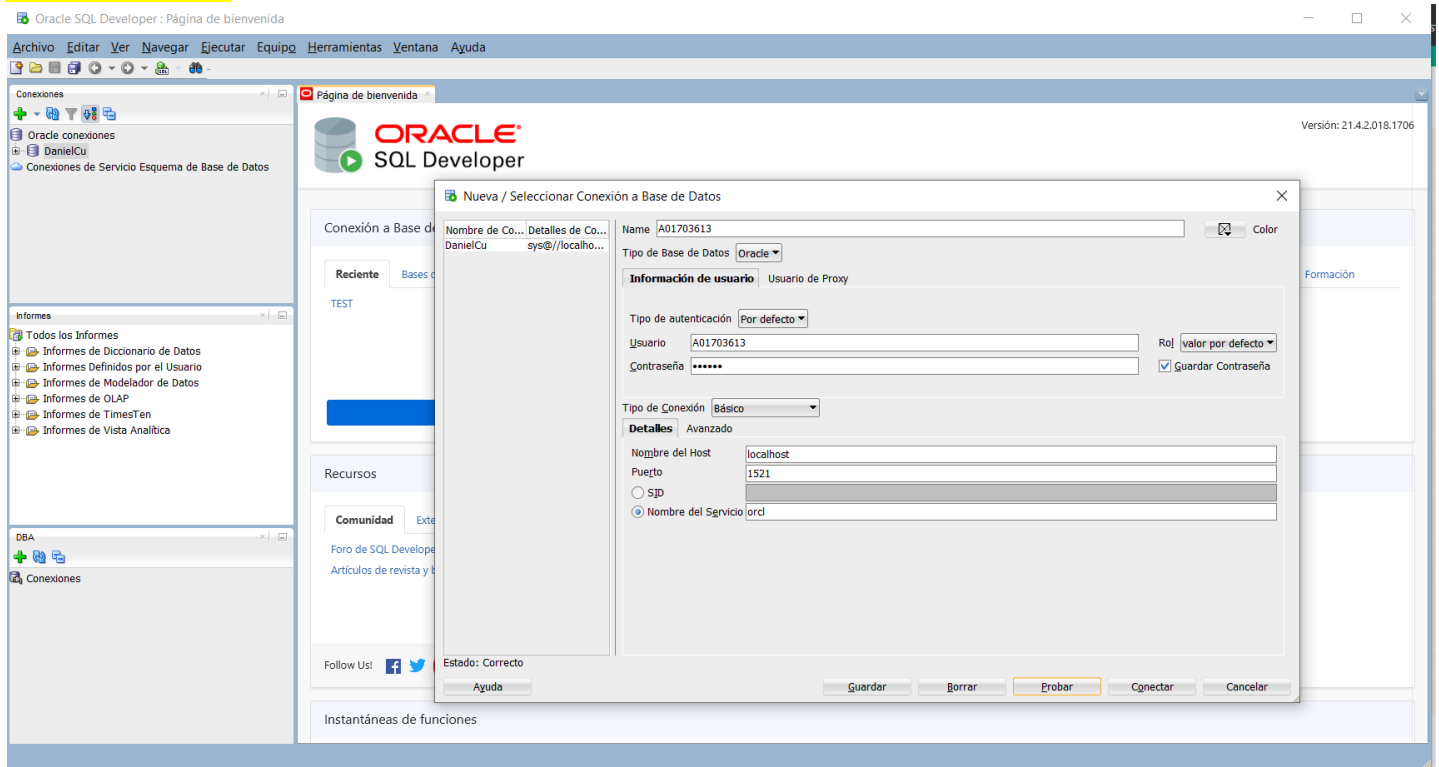 Oracle SQL Developer : Página de bienvenida
Archivo Editar Ver Navegar Ejecutar Equipo Herramientas Ventana Ayuda
Conexiones
Oracle conexiones
DanielCu
Conexiones de Servicio Esquema de Base de Datos
Informes
Todos los Informes
Informes de Diccionario de Datos
Informes Definidos por el Usuario
Informes de Modelador de Datos
Informes de OLAP
Informes de TimesTen
Informes de Vista Analítica
DBA
Conexiones
Página de bienvenida
ORACLE
SQL Developer
Versión: 21.4.2.018.1706
Conexión a Base de
Reciente Bases
Formación
TEST
Recursos
Comunidad Exte
Foro de SQL Develope
Artículos de revista y
Follow Us!
Instantáneas de funciones
Nueva / Seleccionar Conexión a Base de Datos
Nombre de Co... Detalles de Co...
DanielCu sys@//localho...
Name A01703613 Color
Tipo de Base de Datos Oracle
Información de usuario Usuario de Proxy
Tipo de autenticación Por defecto
Usuario A01703613 Rol valor por defecto
Contraseña •••••• Guardar Contraseña
Tipo de Conexión Básico
Detalles Avanzado
Nombre del Host localhost
Puerto 1521
SID
Nombre del Servicio orcl
Estado: Correcto
Ayuda Guardar Borrar Probar Conectar Cancelar